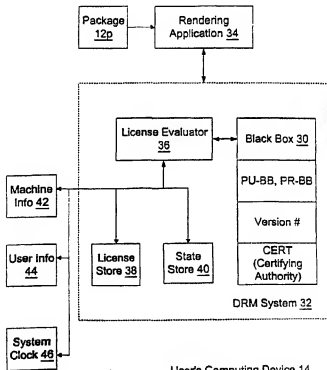 Package
12p
Rendering
Application 34
License Evaluator
36
Black Box 30
PU-BB, PR-BB
Version #
CERT
(Certifying
Authority)
Machine
Info 42
User Info
44
License
Store 38
State
Store 40
DRM System 32
System
Clock 46
User's Computing Device 14